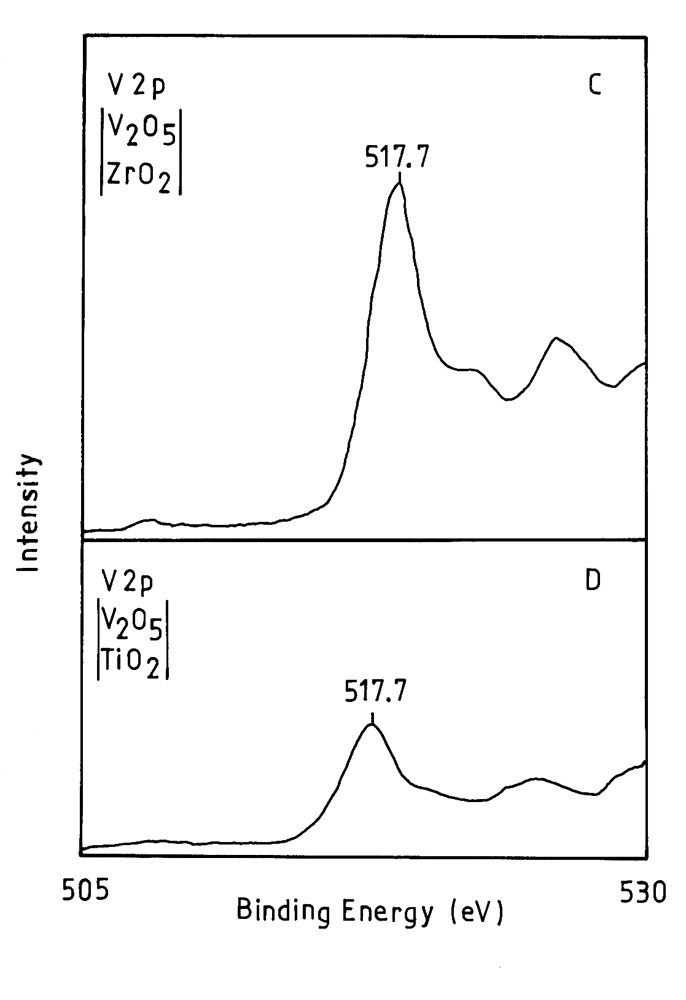 V 2p
C
|V₂O₅|
|ZrO₂|
517.7
Intensity
V 2p
D
|V₂O₅|
|TiO₂|
517.7
505
530
Binding Energy (eV)